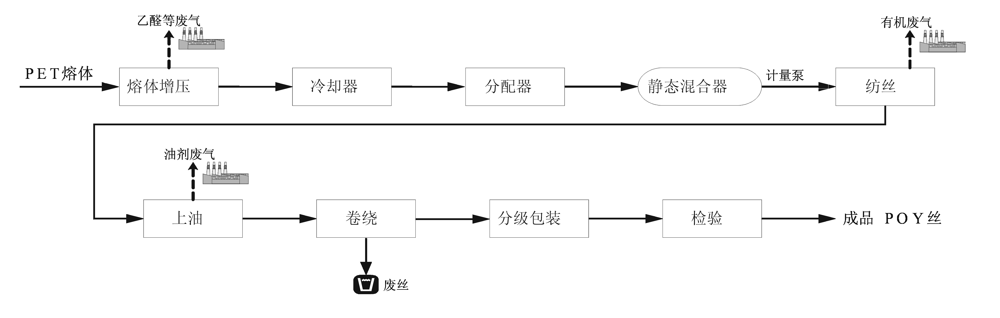 乙醛等废气
有机废气
PET熔体
熔体增压
冷却器
分配器
静态混合器
计量泵
纺丝
油剂废气
上油
卷绕
分级包装
检验
成品 POY丝
废丝